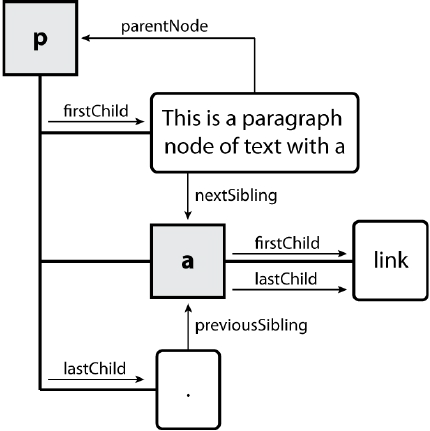 p
parentNode
firstChild
This is a paragraph
node of text with a
nextSibling
a
firstChild
lastChild
link
previousSibling
lastChild
.